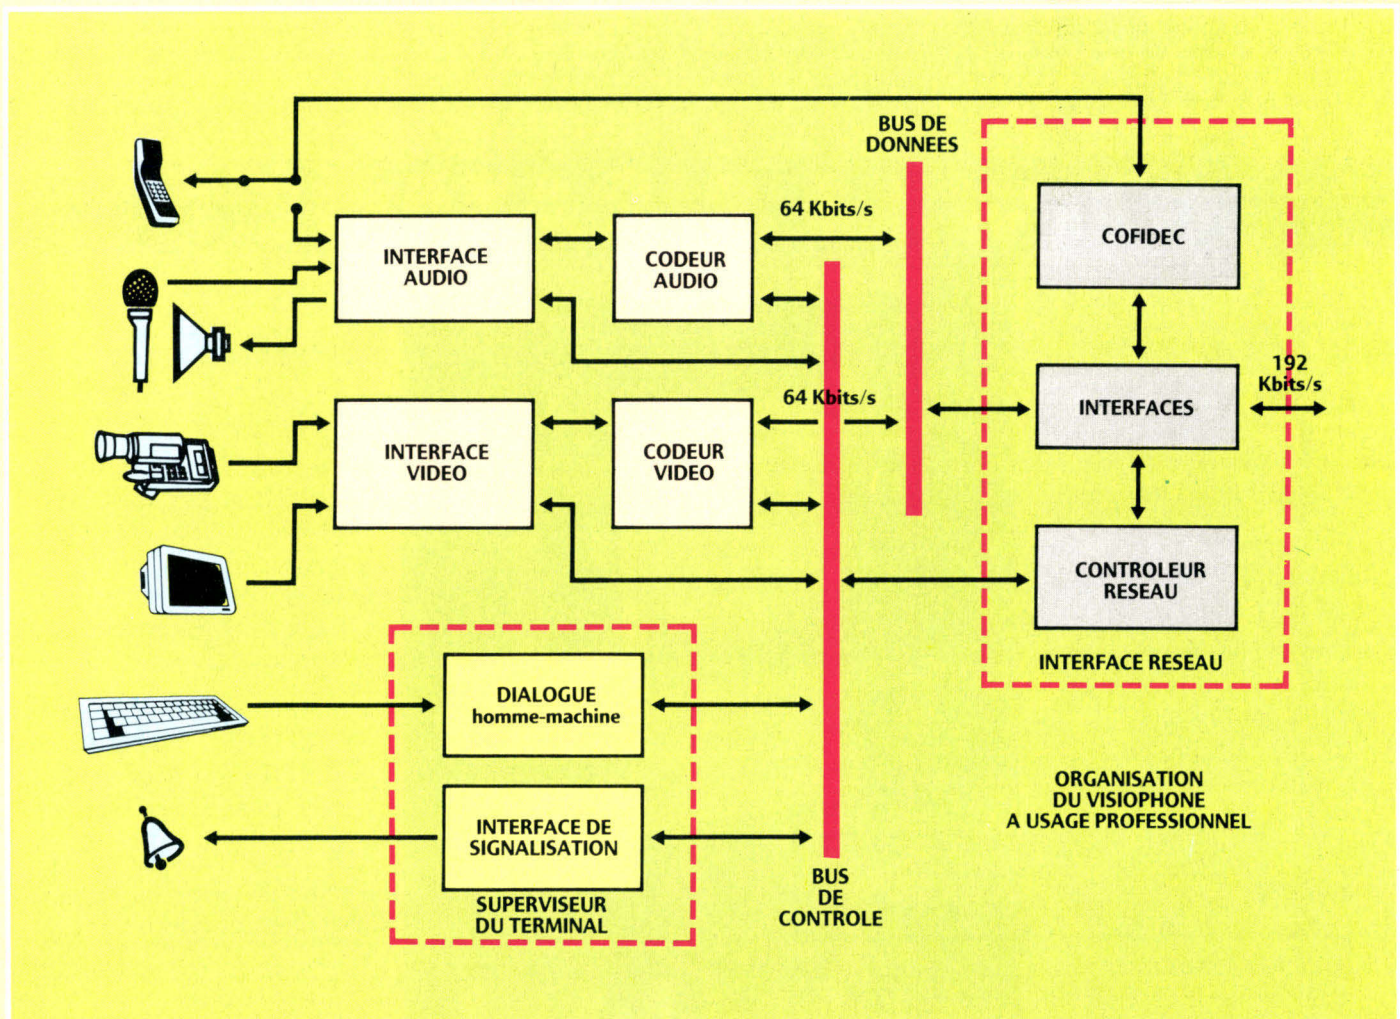 BUS DE
DONNEES
64 Kbits/s
COFIDEC
INTERFACE
AUDIO
CODEUR
AUDIO
192
Kbits/s
64 Kbits/s
INTERFACES
INTERFACE
VIDEO
CODEUR
VIDEO
CONTROLEUR
RESEAU
INTERFACE RESEAU
DIALOGUE
homme-machine
ORGANISATION
DU VISIOPHONE
A USAGE PROFESSIONNEL
INTERFACE DE
SIGNALISATION
SUPERVISEUR
DU TERMINAL
BUS
DE
CONTROLE